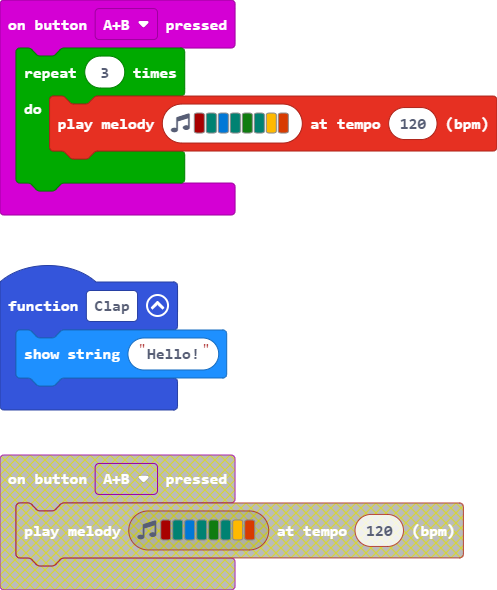 on button A+B pressed
repeat 3 times
do play melody at tempo 120 (bpm)
function Clap
show string "Hello!"
on button A+B pressed
play melody at tempo 120 (bpm)